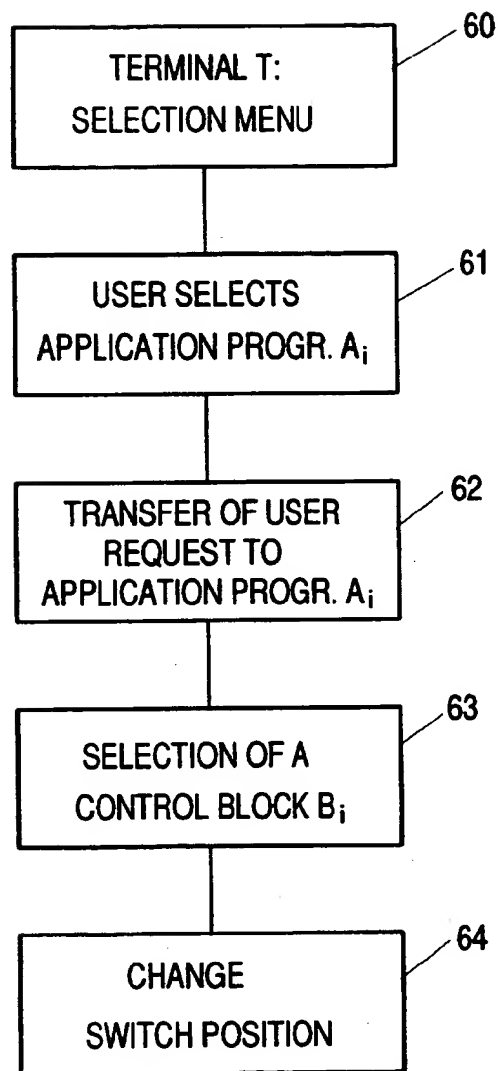 60
TERMINAL T:
SELECTION MENU
61
USER SELECTS
APPLICATION PROGR. Ai
62
TRANSFER OF USER
REQUEST TO
APPLICATION PROGR. Ai
63
SELECTION OF A
CONTROL BLOCK Bi
64
CHANGE
SWITCH POSITION